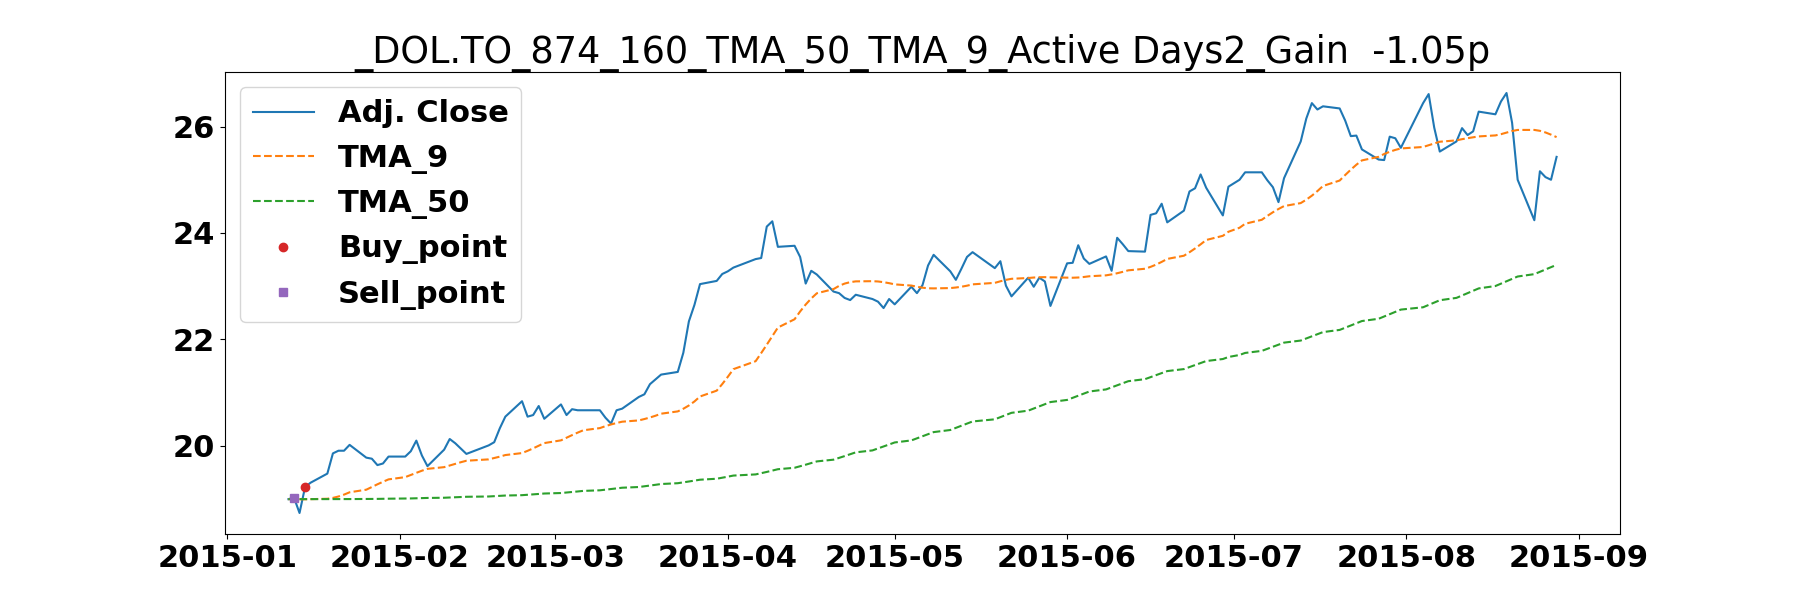 _DOL.TO_874_160_TMA_50_TMA_9_Active Days2_Gain  -1.05p
Adj. Close
TMA_9
TMA_50
Buy_point
Sell_point
26
24
22
20
2015-01 2015-02 2015-03 2015-04 2015-05 2015-06 2015-07 2015-08 2015-09